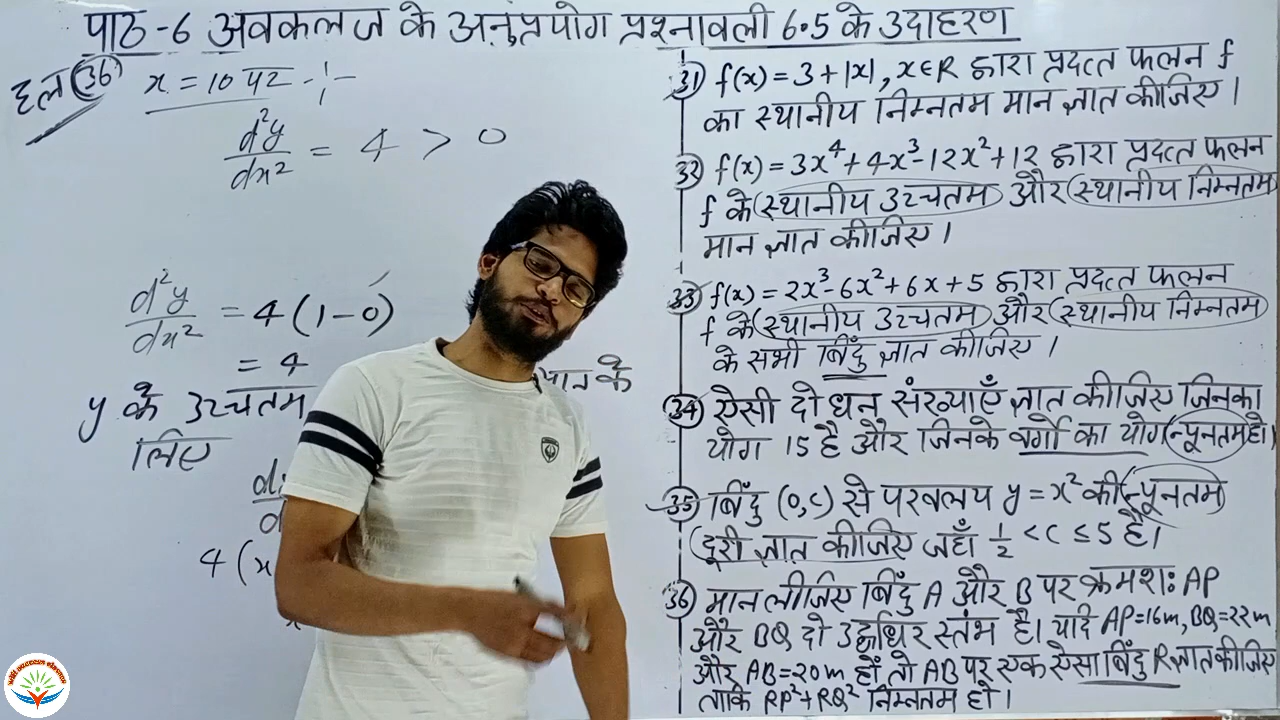 पाठ-6 अवकलज के अनुप्रयोग प्रश्नावली 6.5 के उदाहरण
हल (36) x = 10 पर
d²y/dx² = 4 > 0
d²y/dx² = 4(1-0)
= 4
y के उच्चतम मान के
लिए
4(x
(31) f(x) = 3+|x|, x∈R द्वारा प्रदत्त फलन f
का स्थानीय निम्नतम मान ज्ञात कीजिए।
(32) f(x) = 3x⁴+4x³-12x²+12 द्वारा प्रदत्त फलन
f के (स्थानीय उच्चतम) और (स्थानीय निम्नतम)
मान ज्ञात कीजिए।
(33) f(x) = 2x³-6x²+6x+5 द्वारा प्रदत्त फलन
f के (स्थानीय उच्चतम) और (स्थानीय निम्नतम)
के सभी बिंदु ज्ञात कीजिए।
(34) ऐसी दो धन संख्याएँ ज्ञात कीजिए जिनका
योग 15 है और जिनके वर्गों का योग (न्यूनतम) हो।
(35) बिंदु (0,c) से परवलय y = x² की (न्यूनतम)
दूरी ज्ञात कीजिए जहाँ 1/2 < c ≤ 5 है।
(36) मान लीजिए बिंदु A और B पर क्रमश: AP
और BQ दो उर्ध्वाधर स्तंभ है। यदि AP=16m, BQ=22m
और AB=20m हों तो AB पर एक ऐसा बिंदु R ज्ञात कीजिए
ताकि RP²+RQ² निम्नतम हो।